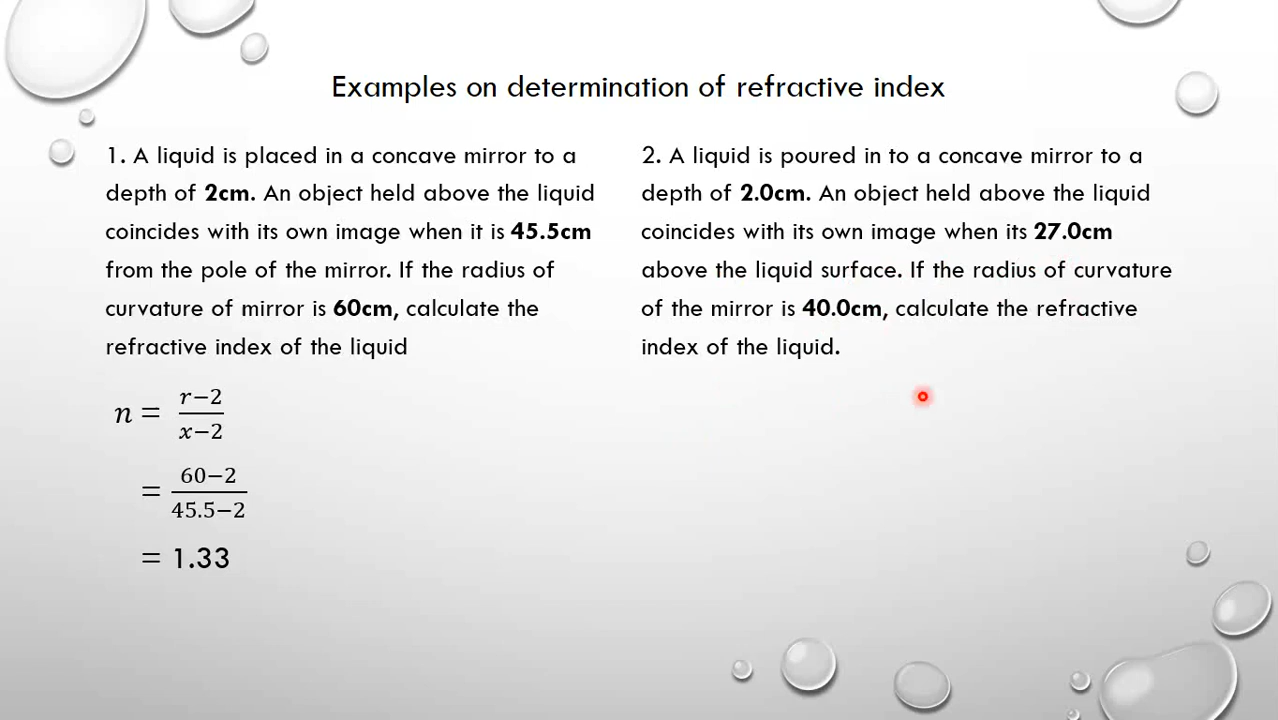 Examples on determination of refractive index
1. A liquid is placed in a concave mirror to a
depth of 2cm. An object held above the liquid
coincides with its own image when it is 45.5cm
from the pole of the mirror. If the radius of
curvature of mirror is 60cm, calculate the
refractive index of the liquid
n = \frac{r−2}{x−2}
= \frac{60−2}{45.5−2}
= 1.33
2. A liquid is poured in to a concave mirror to a
depth of 2.0cm. An object held above the liquid
coincides with its own image when its 27.0cm
above the liquid surface. If the radius of curvature
of the mirror is 40.0cm, calculate the refractive
index of the liquid.